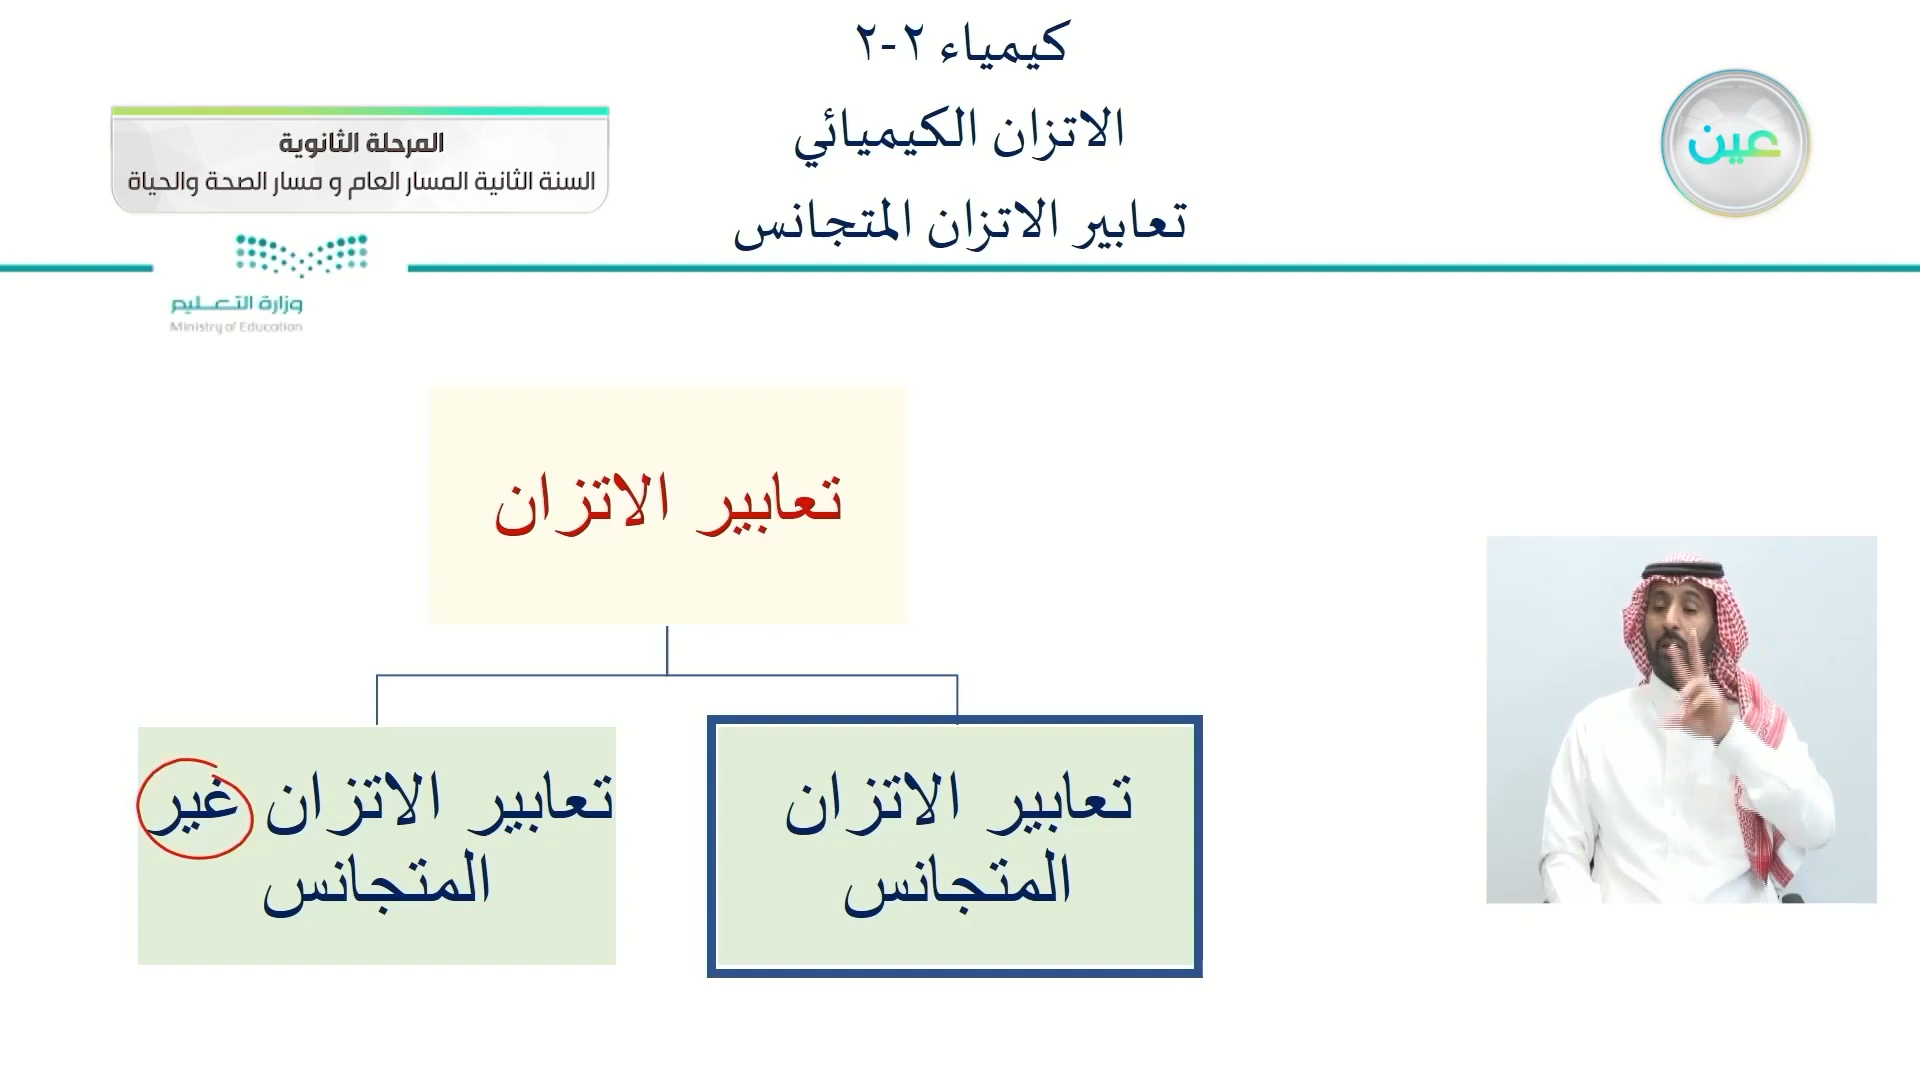 كيمياء ٢-٢
الاتزان الكيميائي
تعابير الاتزان المتجانس
عين
المرحلة الثانوية
السنة الثانية المسار العام و مسار الصحة والحياة
وزارة التعليم
Ministry of Education
تعابير الاتزان
تعابير الاتزان
المتجانس
تعابير الاتزان غير
المتجانس